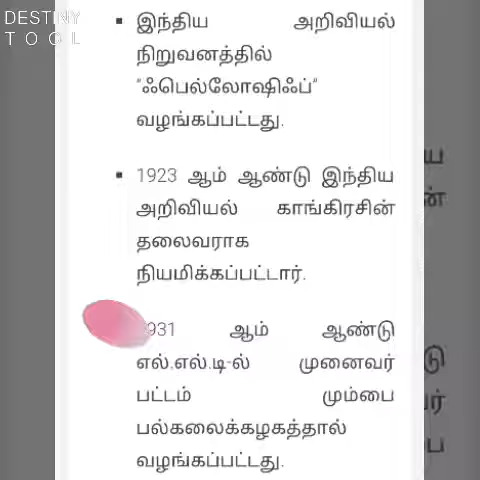 DESTINY
TOOL
▪ இந்திய அறிவியல்
நிறுவனத்தில்
“ஃபெல்லோஷிஃப்”
வழங்கப்பட்டது.
▪ 1923 ஆம் ஆண்டு இந்திய
அறிவியல் காங்கிரசின்
தலைவராக
நியமிக்கப்பட்டார்.
931 ஆம் ஆண்டு
எல்.எல்.டி-ல் முனைவர்
பட்டம் மும்பை
பல்கலைக்கழகத்தால்
வழங்கப்பட்டது.